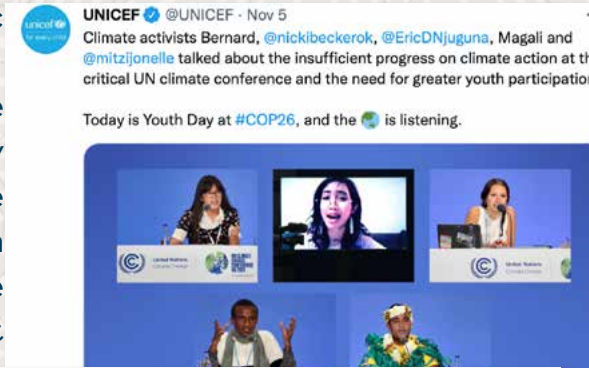 unicef
for every child
UNICEF @UNICEF · Nov 5
Climate activists Bernard, @nickibeckerok, @EricDNjuguna, Magali and
@mitzijonelle talked about the insufficient progress on climate action at th
critical UN climate conference and the need for greater youth participation
Today is Youth Day at #COP26, and the 🌏 is listening.
United Nations
Climate Change
United Nations
Climate Change